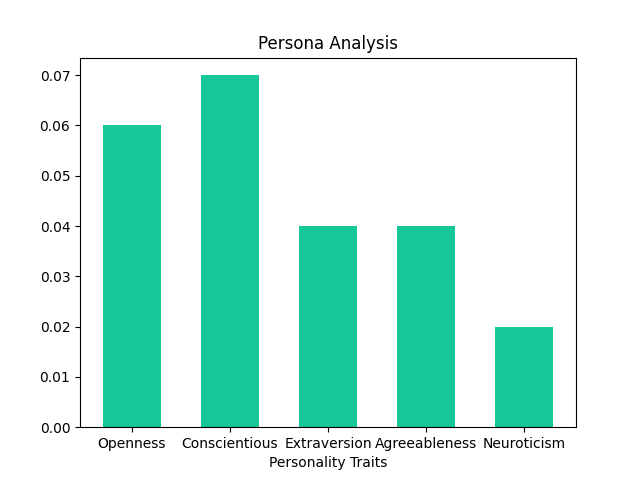 Persona Analysis
0.07
0.06
0.05
0.04
0.03
0.02
0.01
0.00
Openness Conscientious Extraversion Agreeableness Neuroticism
Personality Traits